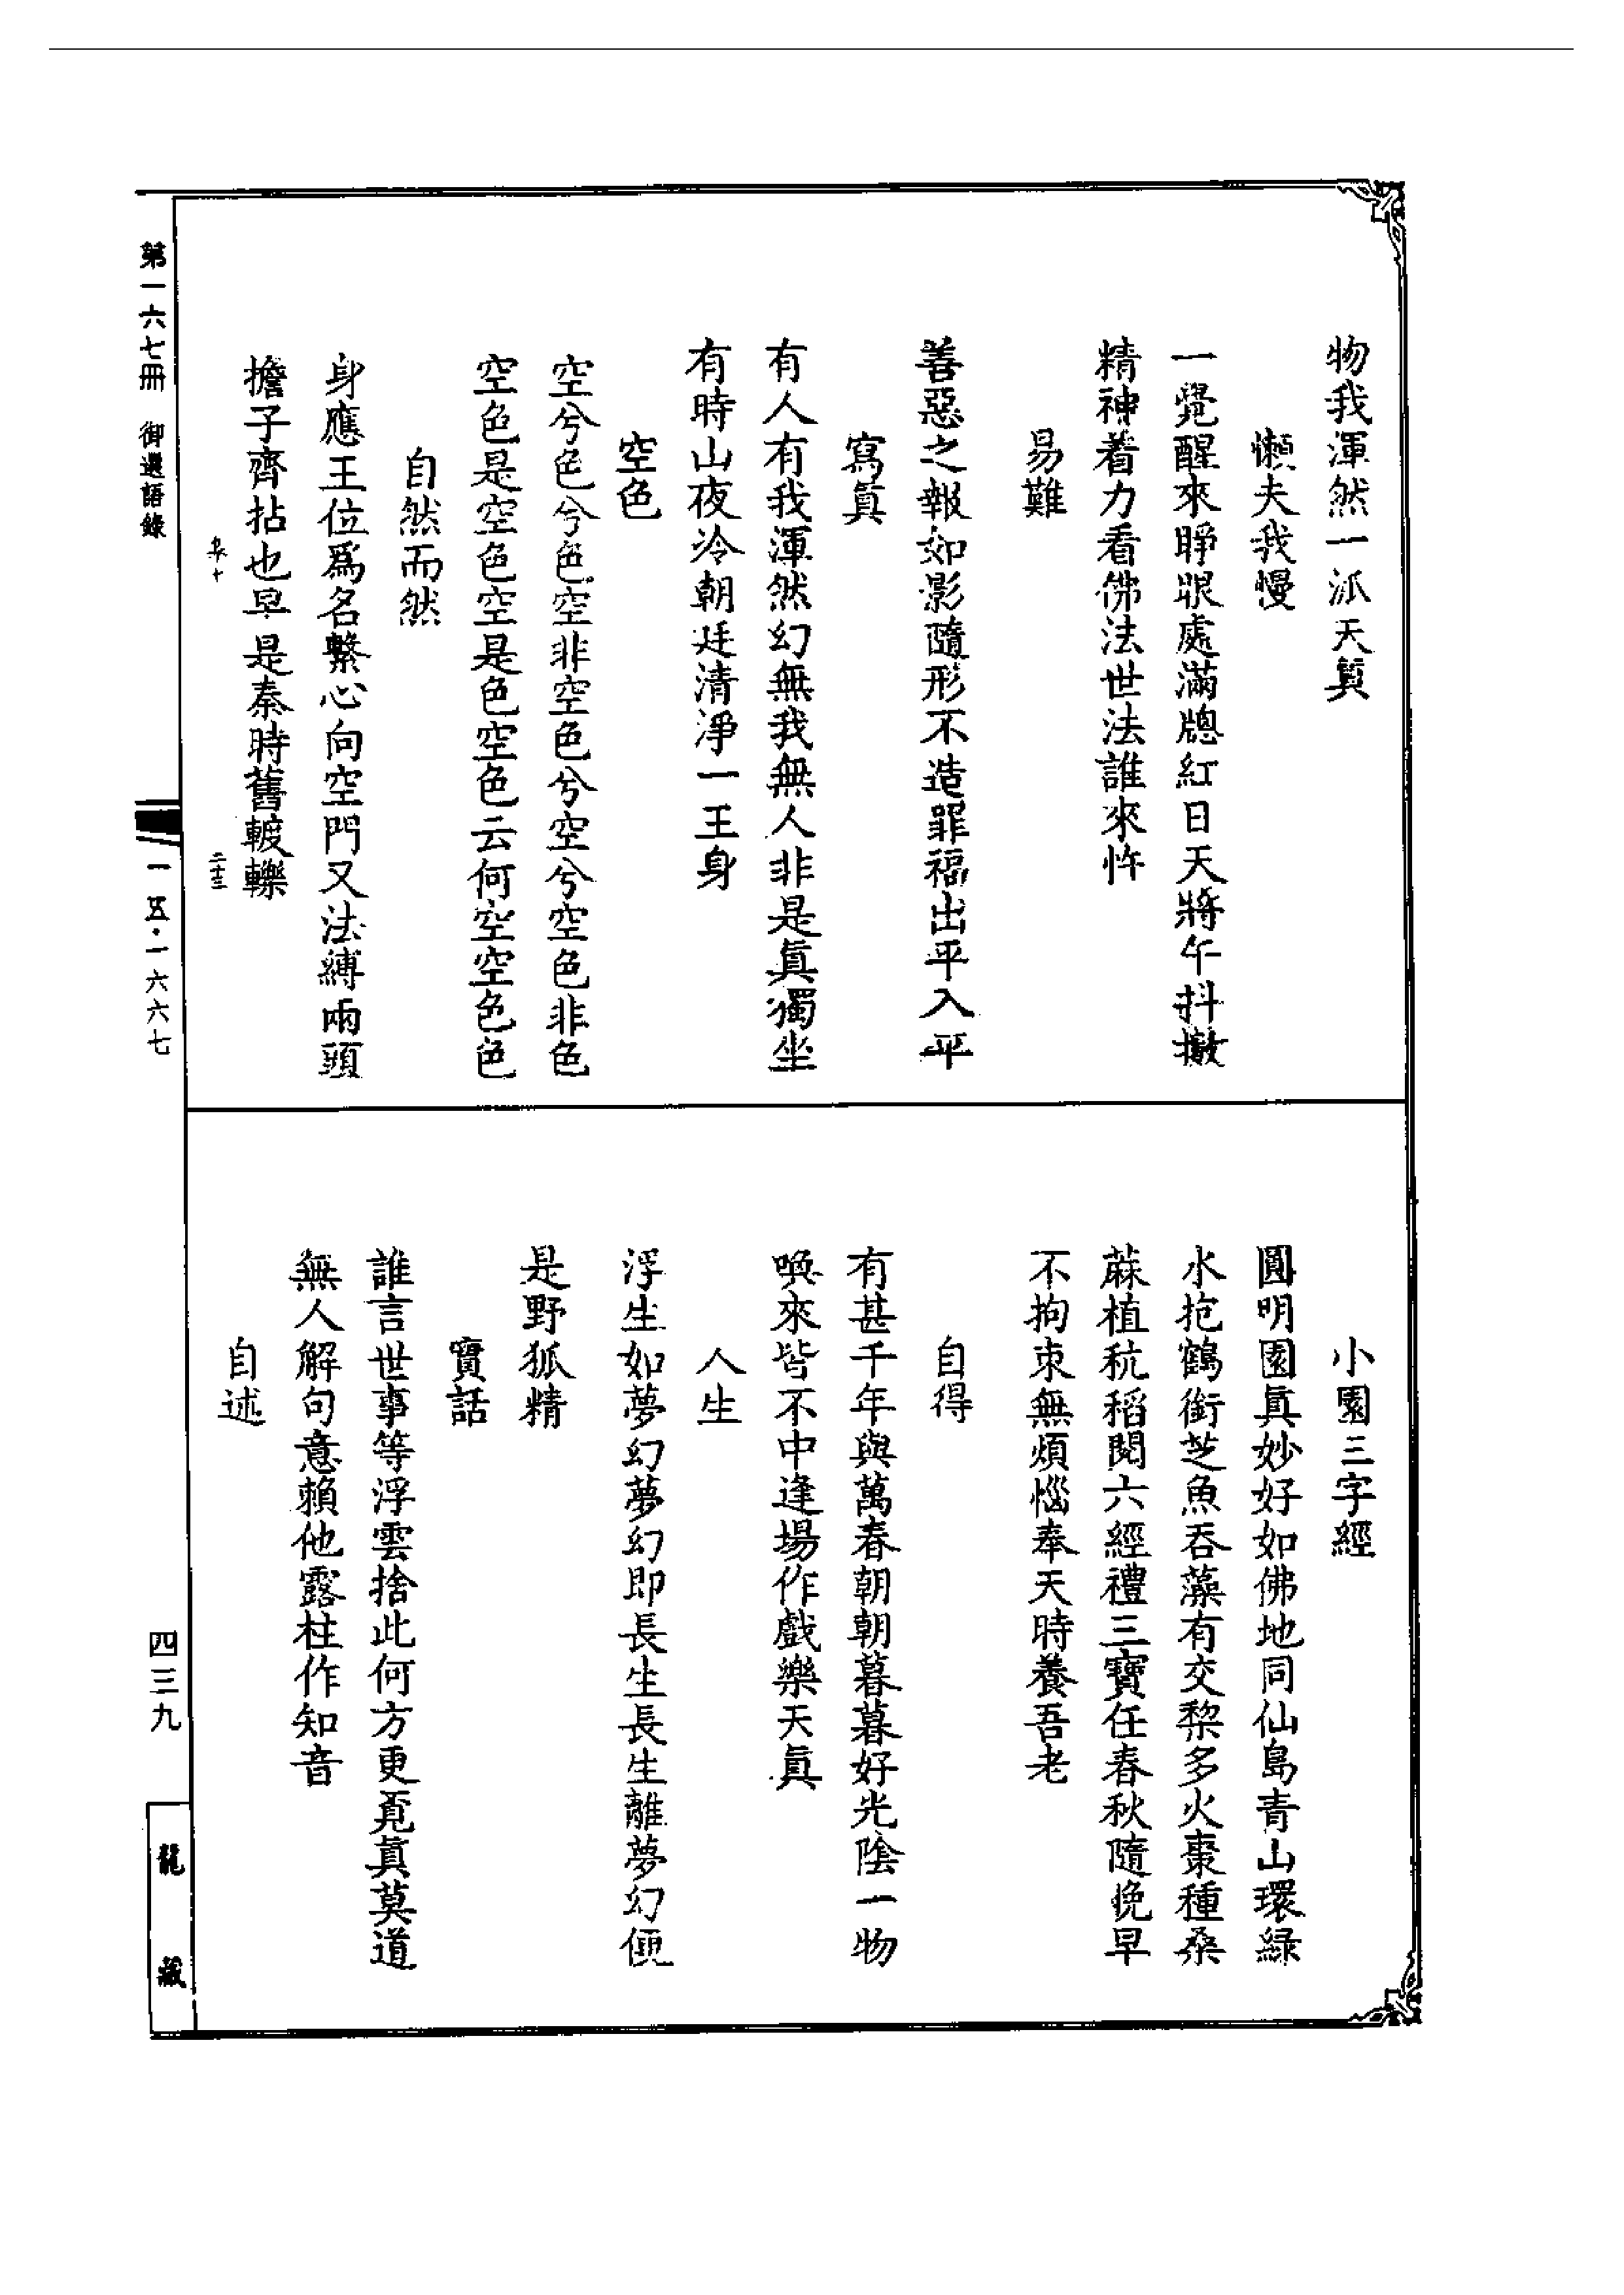 物我渾然一派天眞
懶夫我慢
一覺醒來睜眼處滿牕紅日天將午抖擻
精神着力看佛法世法誰來忤
易難
善惡之報如影隨形不造罪福出平入平
寫眞
有人有我渾然幻無我無人非是眞獨坐
有時山夜冷朝廷清淨一王身
空色
空兮色兮色空非空色兮空兮空色非色
空色是空色空是色空色云何空空色色
自然而然
身應王位爲名繫心向空門又法縛兩頭
擔子齊拈也早是秦時舊𨍏轢
小園三字經
圓明園眞妙好如佛地同仙島青山環綠
水抱鶴銜芝魚吞藻有交棃多火棗種桑
蔴植秔稻閱六經禮三寶任春秋隨挽早
不拘束無煩惱奉天時養吾老
自得
有甚千年與萬春朝朝暮暮好光陰一物
喚來皆不中逢場作戲樂天眞
人生
浮生如夢幻夢幻即長生長生離夢幻便
是野狐精
實話
誰言世事等浮雲捨此何方更覓眞莫道
無人解句意賴他露柱作知音
自述
第一六七冊 御選語錄
一五·一六六七
四三九
龍藏